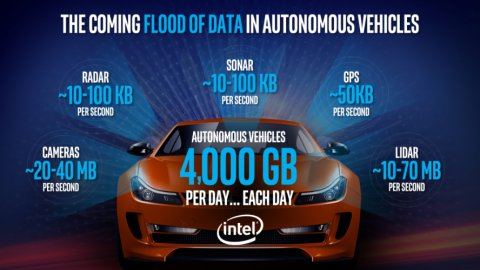 THE COMING FLOOD OF DATA IN AUTONOMOUS VEHICLES
RADAR
~10-100 KB
PER SECOND
SONAR
~10-100 KB
PER SECOND
GPS
~50KB
PER SECOND
CAMERAS
~20-40 MB
PER SECOND
AUTONOMOUS VEHICLES
4,000 GB
PER DAY... EACH DAY
LIDAR
~10-70 MB
PER SECOND
intel